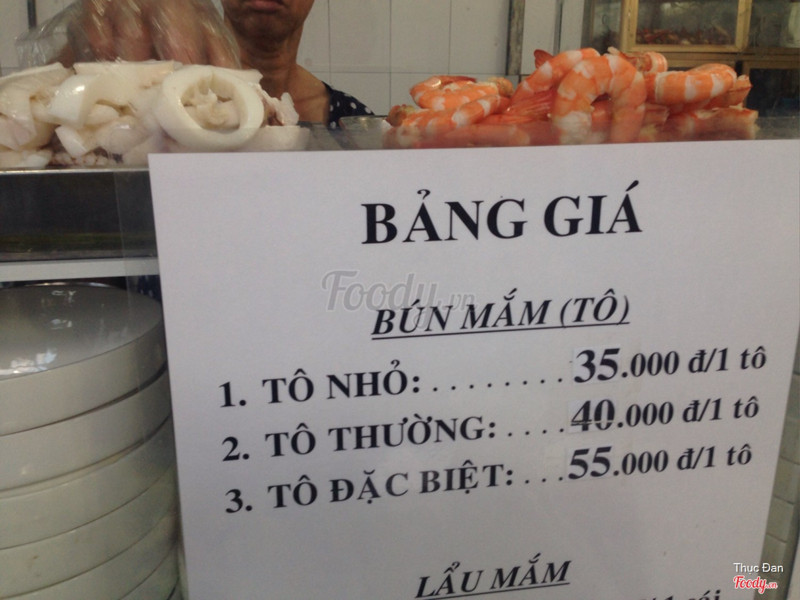 BẢNG GIÁ
Foody.vn
BÚN MẮM (TÔ)
1. TÔ NHỎ: . . . . . . . . 35.000 đ/1 tô
2. TÔ THƯỜNG: . . . . 40.000 đ/1 tô
3. TÔ ĐẶC BIỆT: . . . 55.000 đ/1 tô
LẨU MẮM
Thuc Đan
Foody.vn